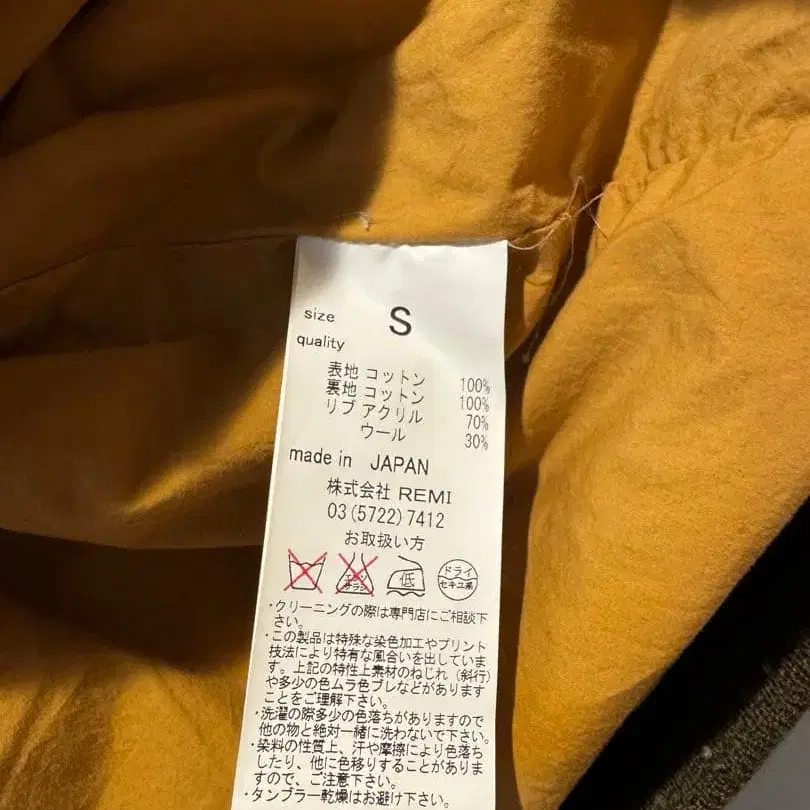 size S
quality
表地 コットン 100%
裏地 コットン 100%
リブ アクリル 70%
ウール 30%
made in JAPAN
株式会社 REMI
03(5722)7412
お取扱い方
エンソ サラシ 低 ドライ セキユ系
・クリーニングの際は専門店にご相談下
さい。
・この製品は特殊な染色加工やプリント
技法により特有な風合いを出していま
す。上記の特性上素材のねじれ(斜行)
や多少の色ムラ色ブレなどがあります
ことをご理解下さい。
・洗濯の際多少の色落ちがありますので
他の物と絶対一緒に洗わないで下さい。
・染料の性質上、汗や摩擦により色落ち
したり、他に色移りすることがありま
すので、ご注意下さい。
・タンブラー乾燥はお避け下さい。